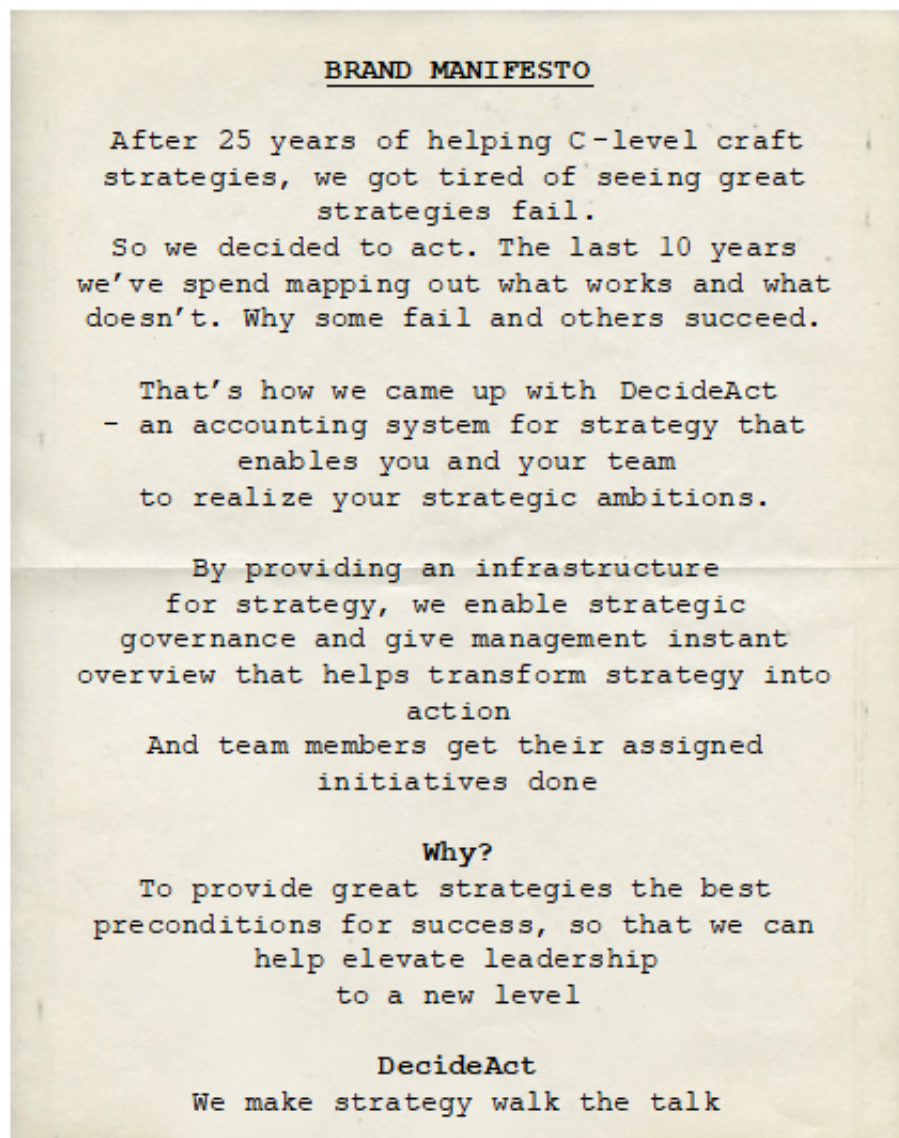 BRAND MANIFESTO
After 25 years of helping C-level craft
strategies, we got tired of seeing great
strategies fail.
So we decided to act. The last 10 years
we've spend mapping out what works and what
doesn't. Why some fail and others succeed.
That's how we came up with DecideAct
- an accounting system for strategy that
enables you and your team
to realize your strategic ambitions.
By providing an infrastructure
for strategy, we enable strategic
governance and give management instant
overview that helps transform strategy into
action
And team members get their assigned
initiatives done
Why?
To provide great strategies the best
preconditions for success, so that we can
help elevate leadership
to a new level
DecideAct
We make strategy walk the talk